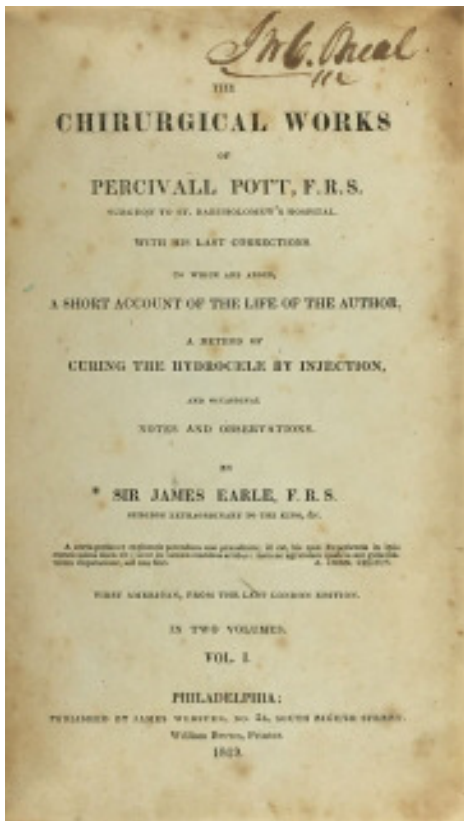 THE
CHIRURGICAL WORKS
OF
PERCIVALL POTT, F.R.S.
SURGEON TO ST. BARTHOLOMEW'S HOSPITAL.
WITH HIS LAST CORRECTIONS
TO WHICH ARE ADDED,
A SHORT ACCOUNT OF THE LIFE OF THE AUTHOR,
A METHOD OF
CURING THE HYDROCELE BY INJECTION,
AND OCCASIONAL
NOTES AND OBSERVATIONS.
BY
SIR JAMES EARLE, F.R.S.
SURGEON EXTRAORDINARY TO THE KING, &c.
FIRST AMERICAN, FROM THE LAST LONDON EDITION.
IN TWO VOLUMES.
VOL. I
PHILADELPHIA:
PUBLISHED BY JAMES WEBSTER, NO. 24, SOUTH EIGHTH STREET.
William Brown, Printer.
1819.